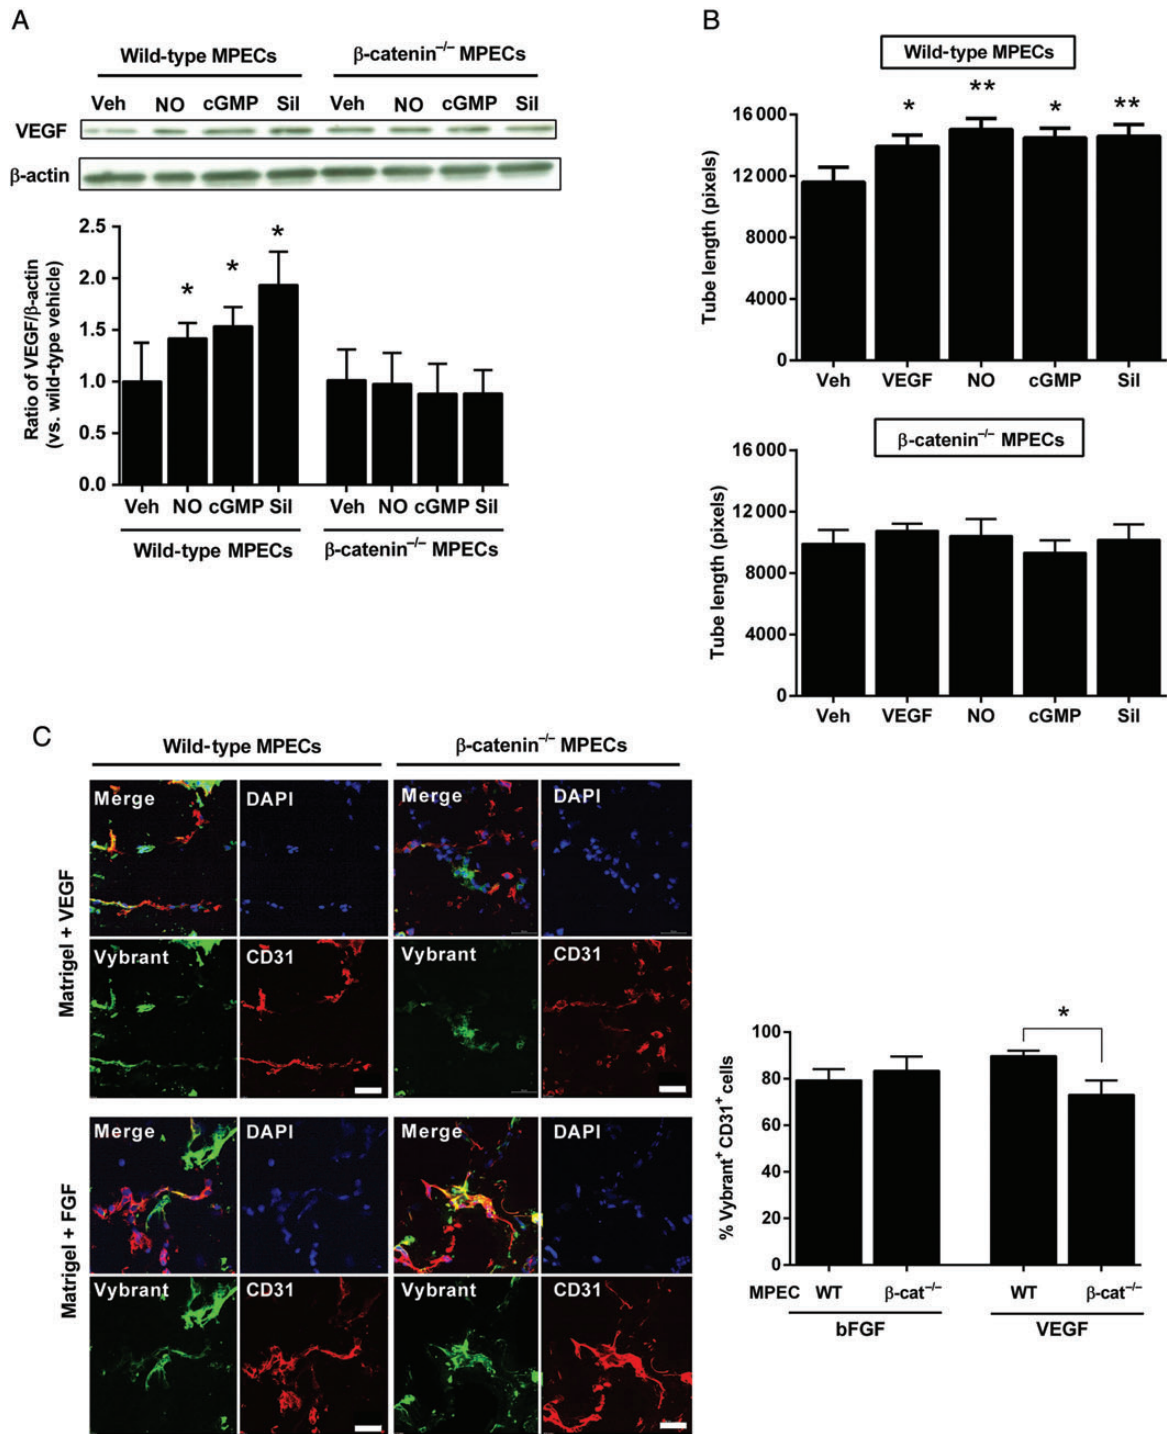 A
Wild-type MPECs β-catenin⁻/⁻ MPECs
Veh NO cGMP Sil Veh NO cGMP Sil
VEGF
β-actin
Ratio of VEGF/β-actin
(vs. wild-type vehicle)
2.5
2.0
1.5
1.0
0.5
0.0
* * *
Veh NO cGMP Sil Veh NO cGMP Sil
Wild-type MPECs β-catenin⁻/⁻ MPECs
B
Wild-type MPECs
Tube length (pixels)
16 000
12 000
8000
4000
0
* ** * **
Veh VEGF NO cGMP Sil
β-catenin⁻/⁻ MPECs
Tube length (pixels)
16 000
12 000
8000
4000
0
Veh VEGF NO cGMP Sil
C
Wild-type MPECs β-catenin⁻/⁻ MPECs
Matrigel + VEGF
Merge DAPI Merge DAPI
Vybrant CD31 Vybrant CD31
Matrigel + FGF
Merge DAPI Merge DAPI
Vybrant CD31 Vybrant CD31
% Vybrant⁺ CD31⁺ cells
100
80
60
40
20
0
*
MPEC WT β-cat⁻/⁻ WT β-cat⁻/⁻
bFGF VEGF